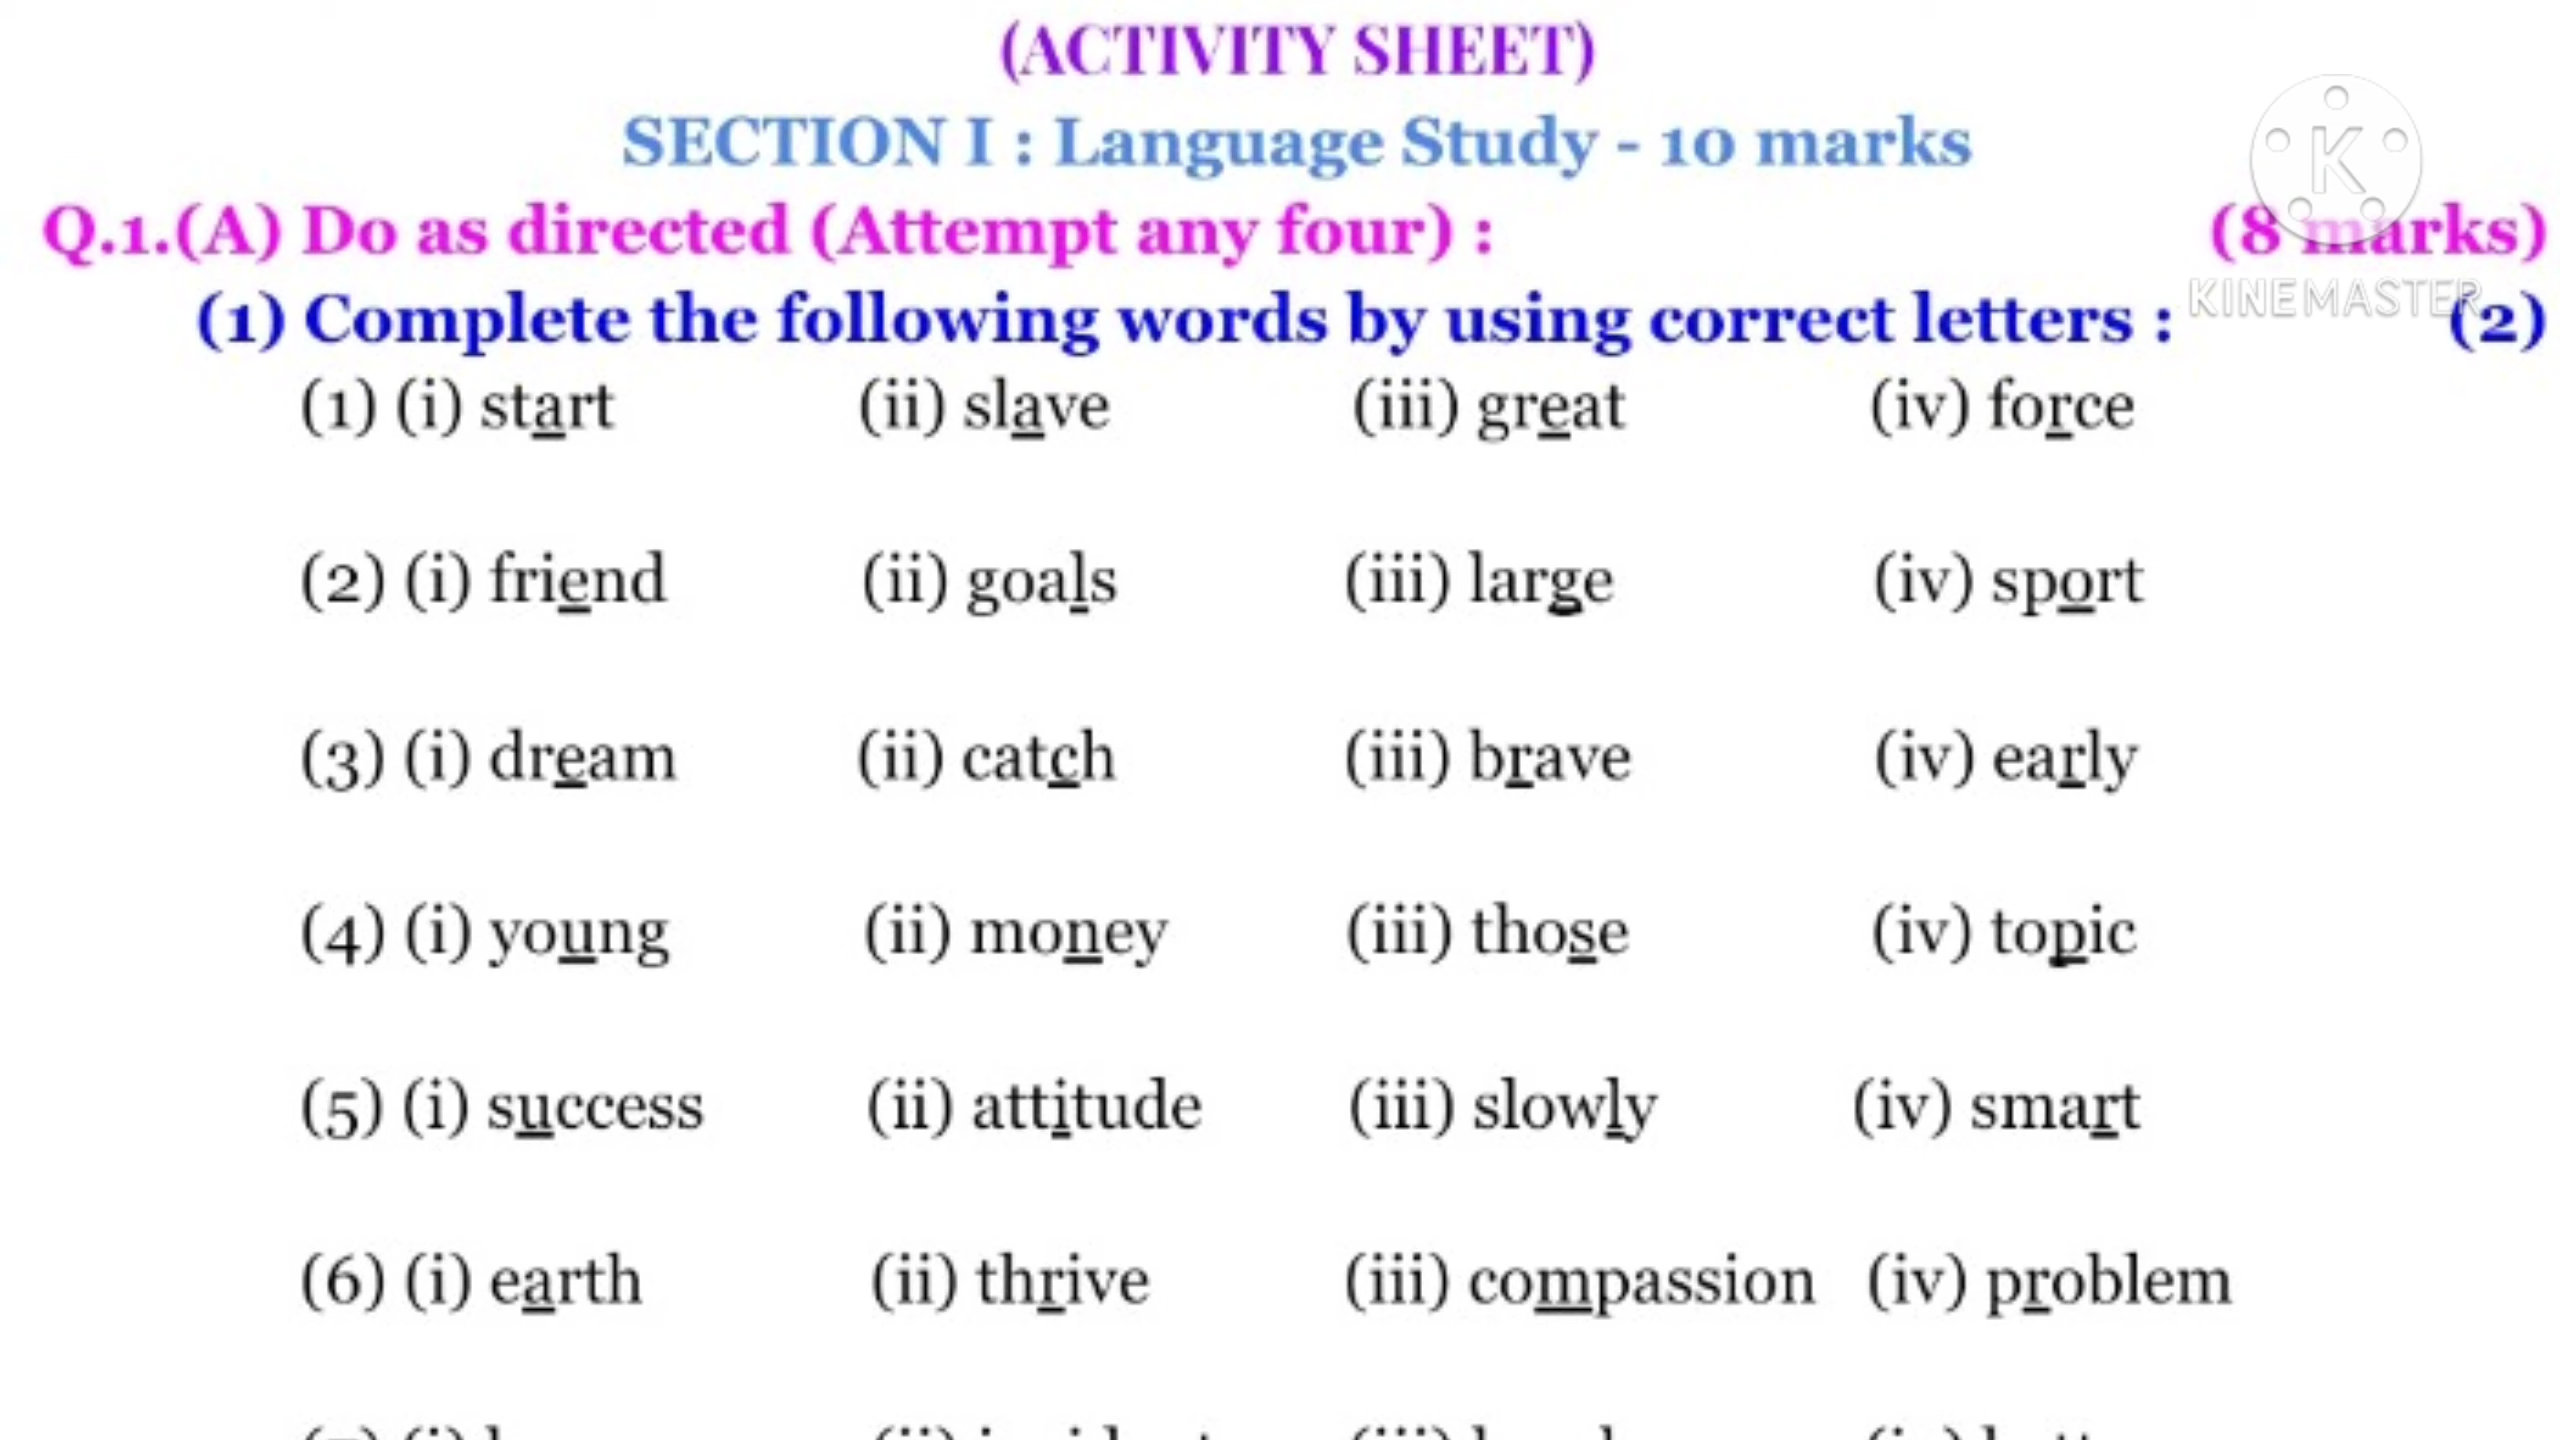 (ACTIVITY SHEET)
SECTION I : Language Study - 10 marks
Q.1.(A) Do as directed (Attempt any four) : (8 marks)
(1) Complete the following words by using correct letters : (2)
KINEMASTER
(1) (i) start (ii) slave (iii) great (iv) force
(2) (i) friend (ii) goals (iii) large (iv) sport
(3) (i) dream (ii) catch (iii) brave (iv) early
(4) (i) young (ii) money (iii) those (iv) topic
(5) (i) success (ii) attitude (iii) slowly (iv) smart
(6) (i) earth (ii) thrive (iii) compassion (iv) problem